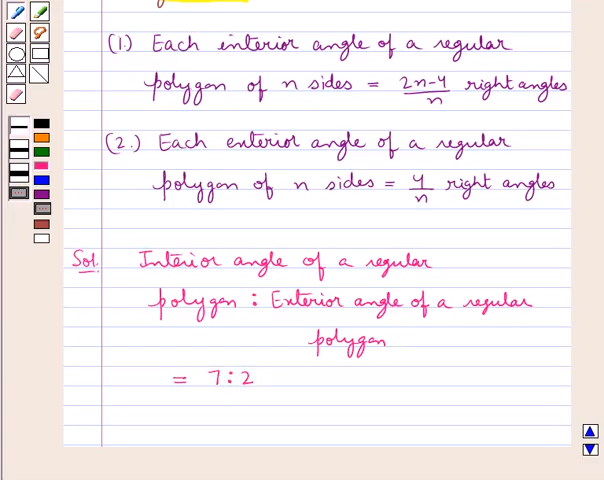 (1.) Each interior angle of a regular
polygon of n sides = 2n-4/n right angles
(2.) Each exterior angle of a regular
polygon of n sides = 4/n right angles
Sol. Interior angle of a regular
polygon : Exterior angle of a regular
polygon
= 7:2